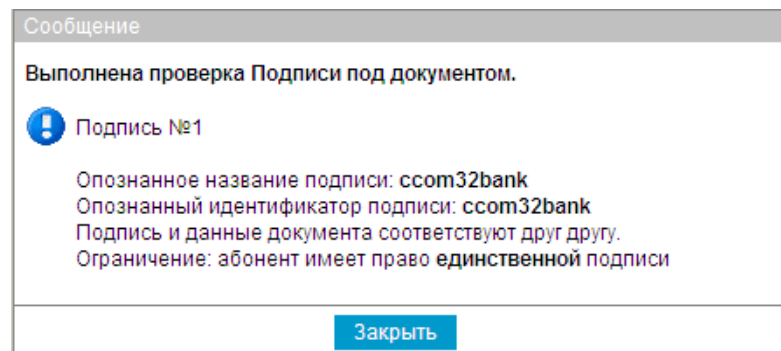 Сообщение
Выполнена проверка Подписи под документом.
Подпись №1
Опознанное название подписи: ccom32bank
Опознанный идентификатор подписи: ccom32bank
Подпись и данные документа соответствуют друг другу.
Ограничение: абонент имеет право единственной подписи
Закрыть